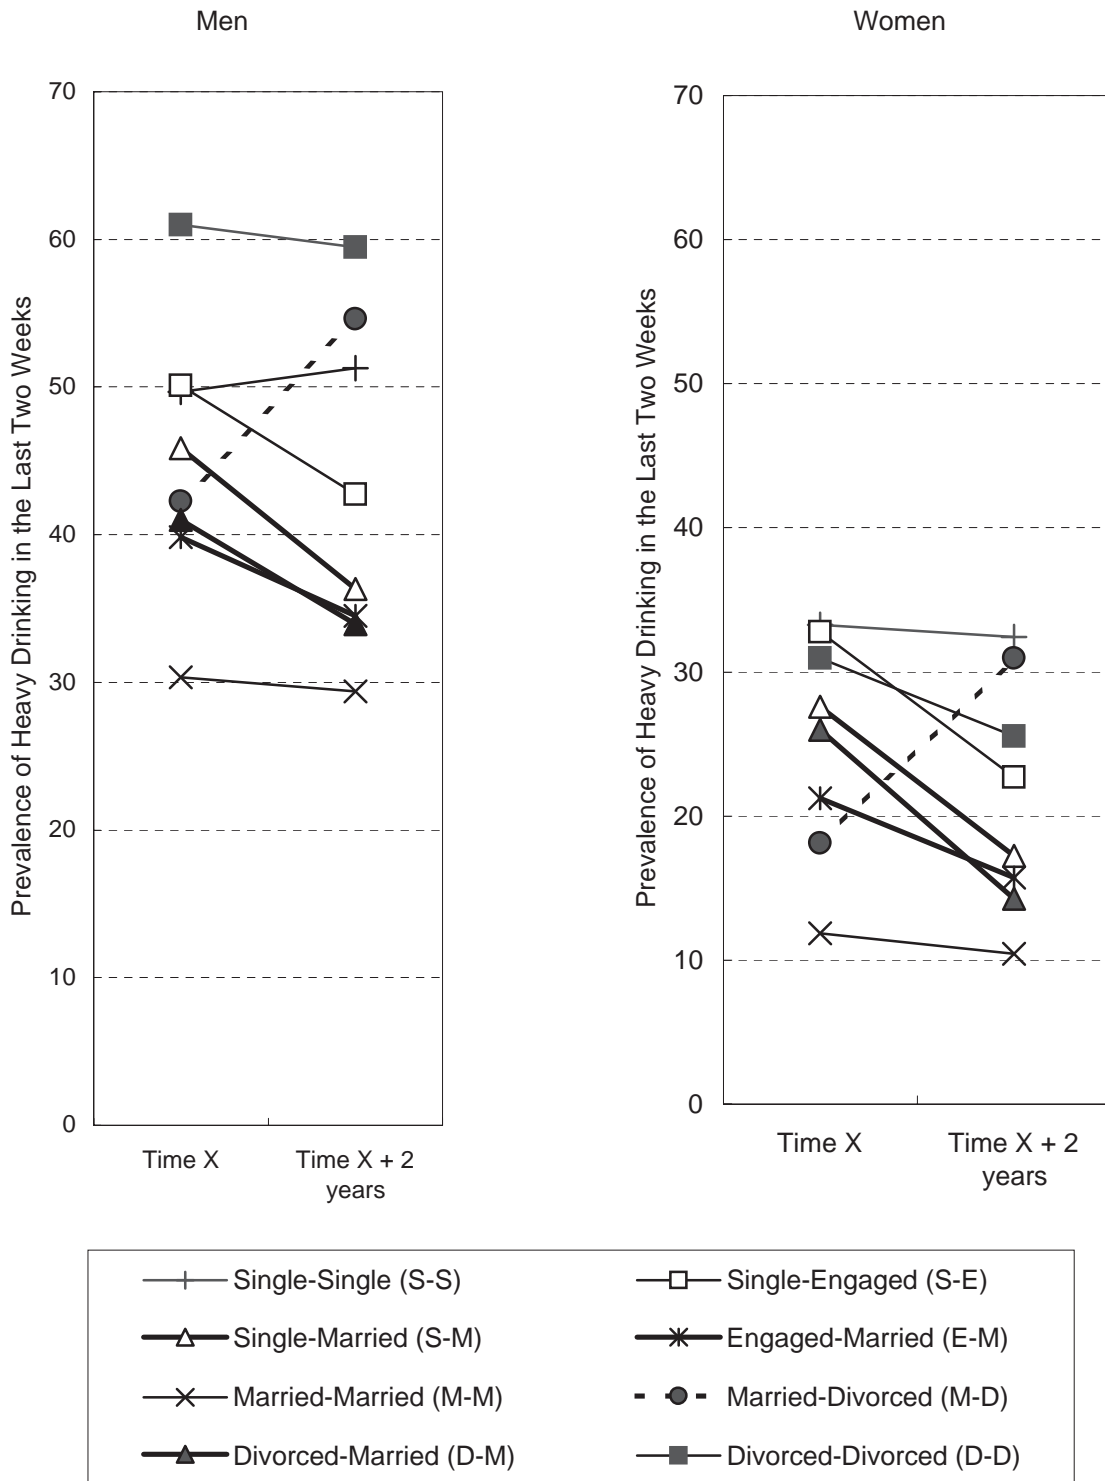 Men
Women
Prevalence of Heavy Drinking in the Last Two Weeks
70
60
50
40
30
20
10
0
Time X
Time X + 2
years
Prevalence of Heavy Drinking in the Last Two Weeks
70
60
50
40
30
20
10
0
Time X
Time X + 2
years
Single-Single (S-S)
Single-Engaged (S-E)
Single-Married (S-M)
Engaged-Married (E-M)
Married-Married (M-M)
Married-Divorced (M-D)
Divorced-Married (D-M)
Divorced-Divorced (D-D)